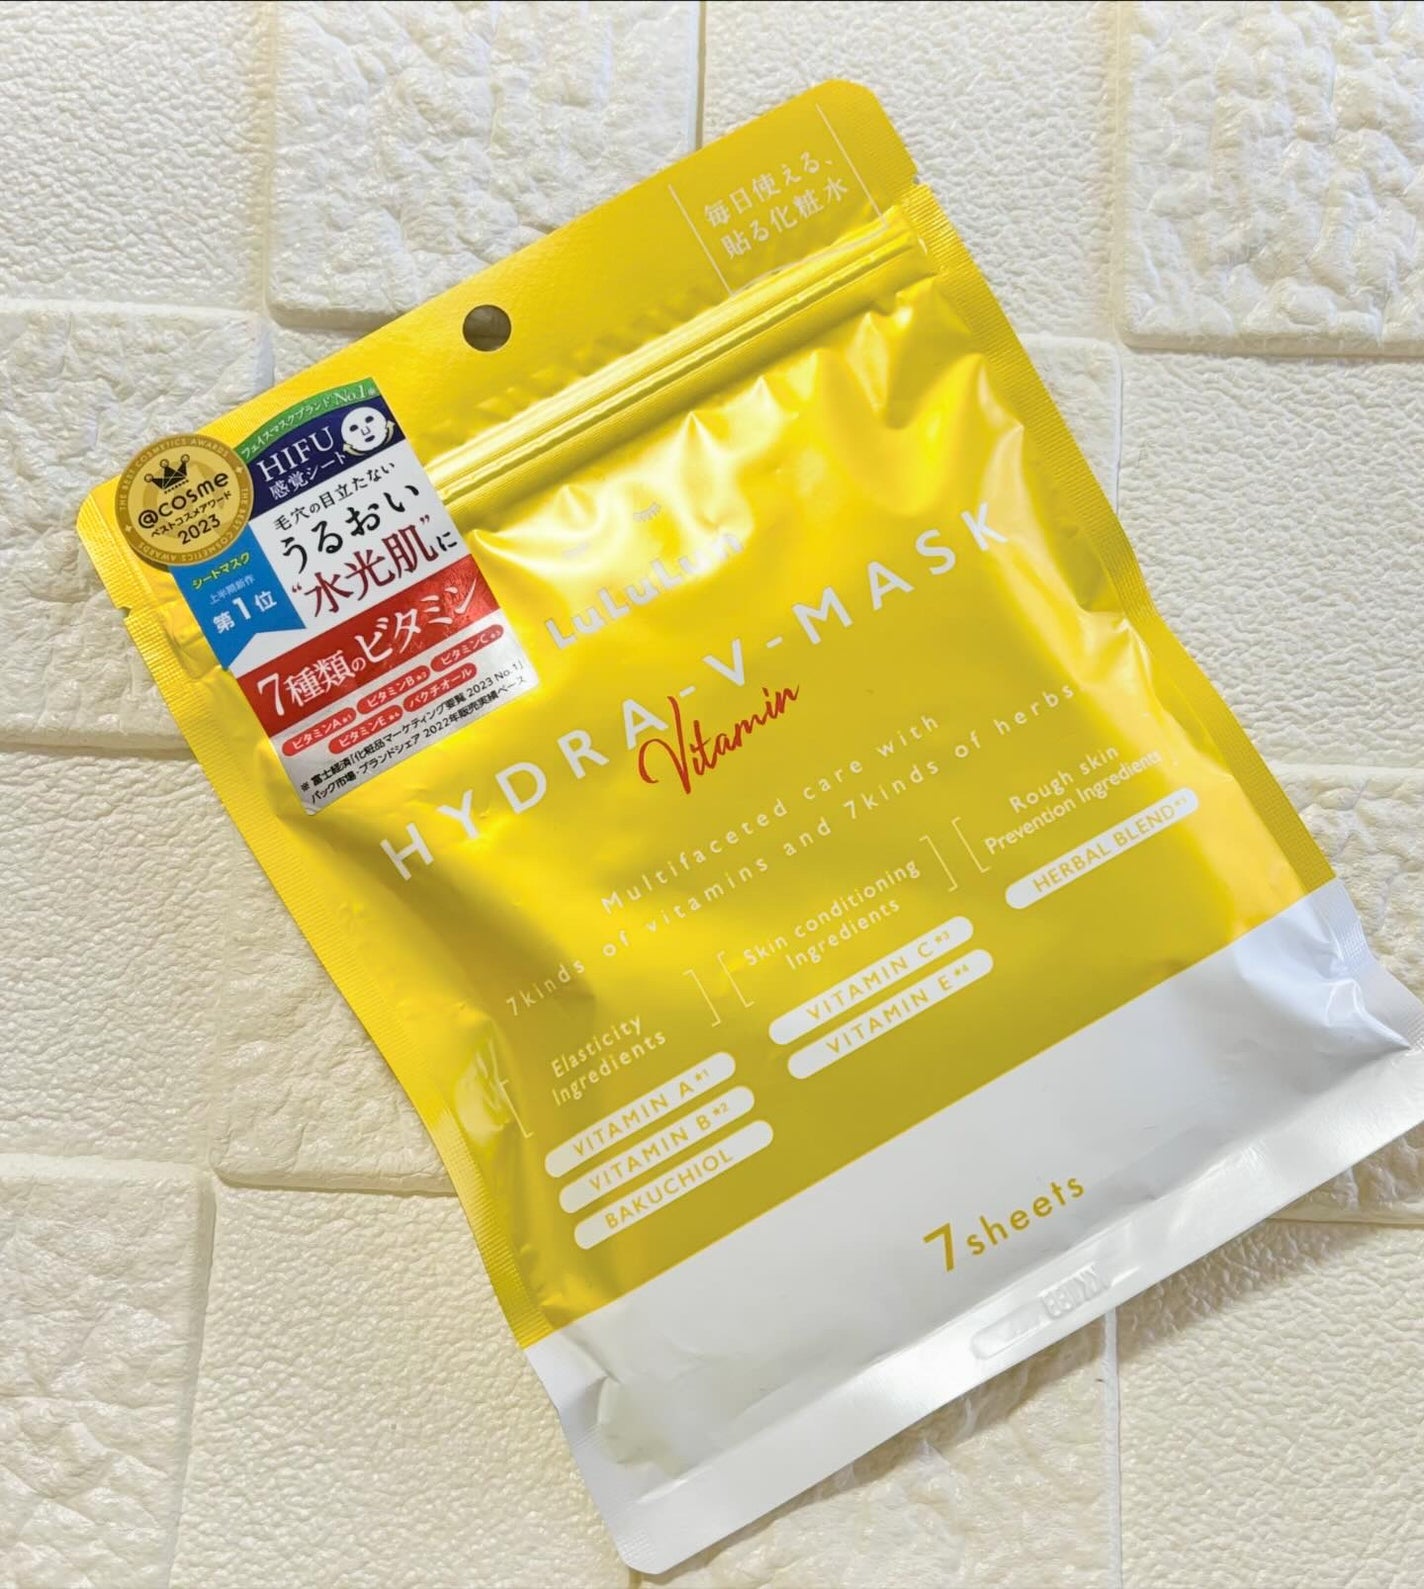 毎日使える、
貼る化粧水
フェイスマスクブランドNo.1※
HIFU
感覚シート
毛穴の目立たない
うるおい
“水光肌”に
7種類のビタミン
ビタミンA※1
ビタミンB※2
ビタミンC※3
ビタミンE※4
バクチオール
※富士経済「化粧品マーケティング要覧 2023 No.1」
パック市場・ブランドシェア 2022年販売実績ベース
THE BEST COSMETICS AWARDS
@cosme
ベストコスメアワード
2023
シートマスク
上半期新作
第1位
LuLuLun
HYDRA-V-MASK
Vitamin
Multifaceted care with
7kinds of vitamins and 7kinds of herbs.
Elasticity
Ingredients
VITAMIN A※1
VITAMIN B※2
BAKUCHIOL
Skin conditioning
Ingredients
VITAMIN C※3
VITAMIN E※4
Rough skin
Prevention Ingredients
HERBAL BLEND※5
7sheets